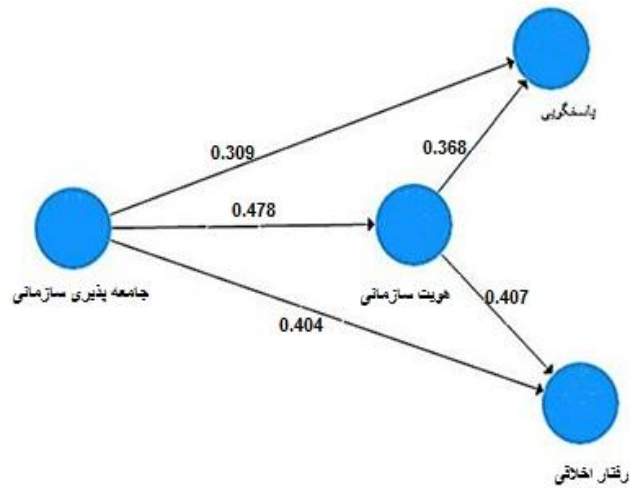 پاسخگویی
0.309
0.368
0.478
جامعه پذیری سازمانی
هویت سازمانی
0.407
0.404
رفتار اخلاقی